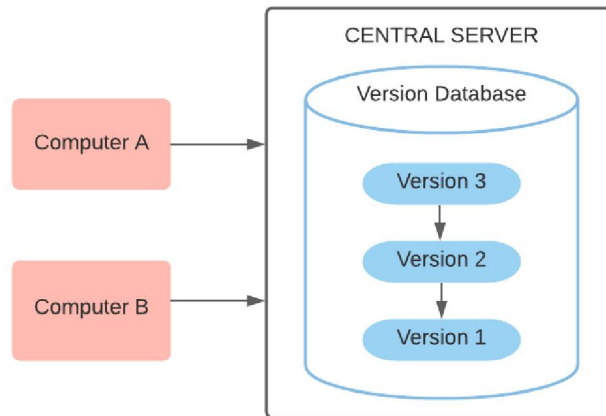 CENTRAL SERVER
Version Database
Computer A
Version 3
Version 2
Computer B
Version 1